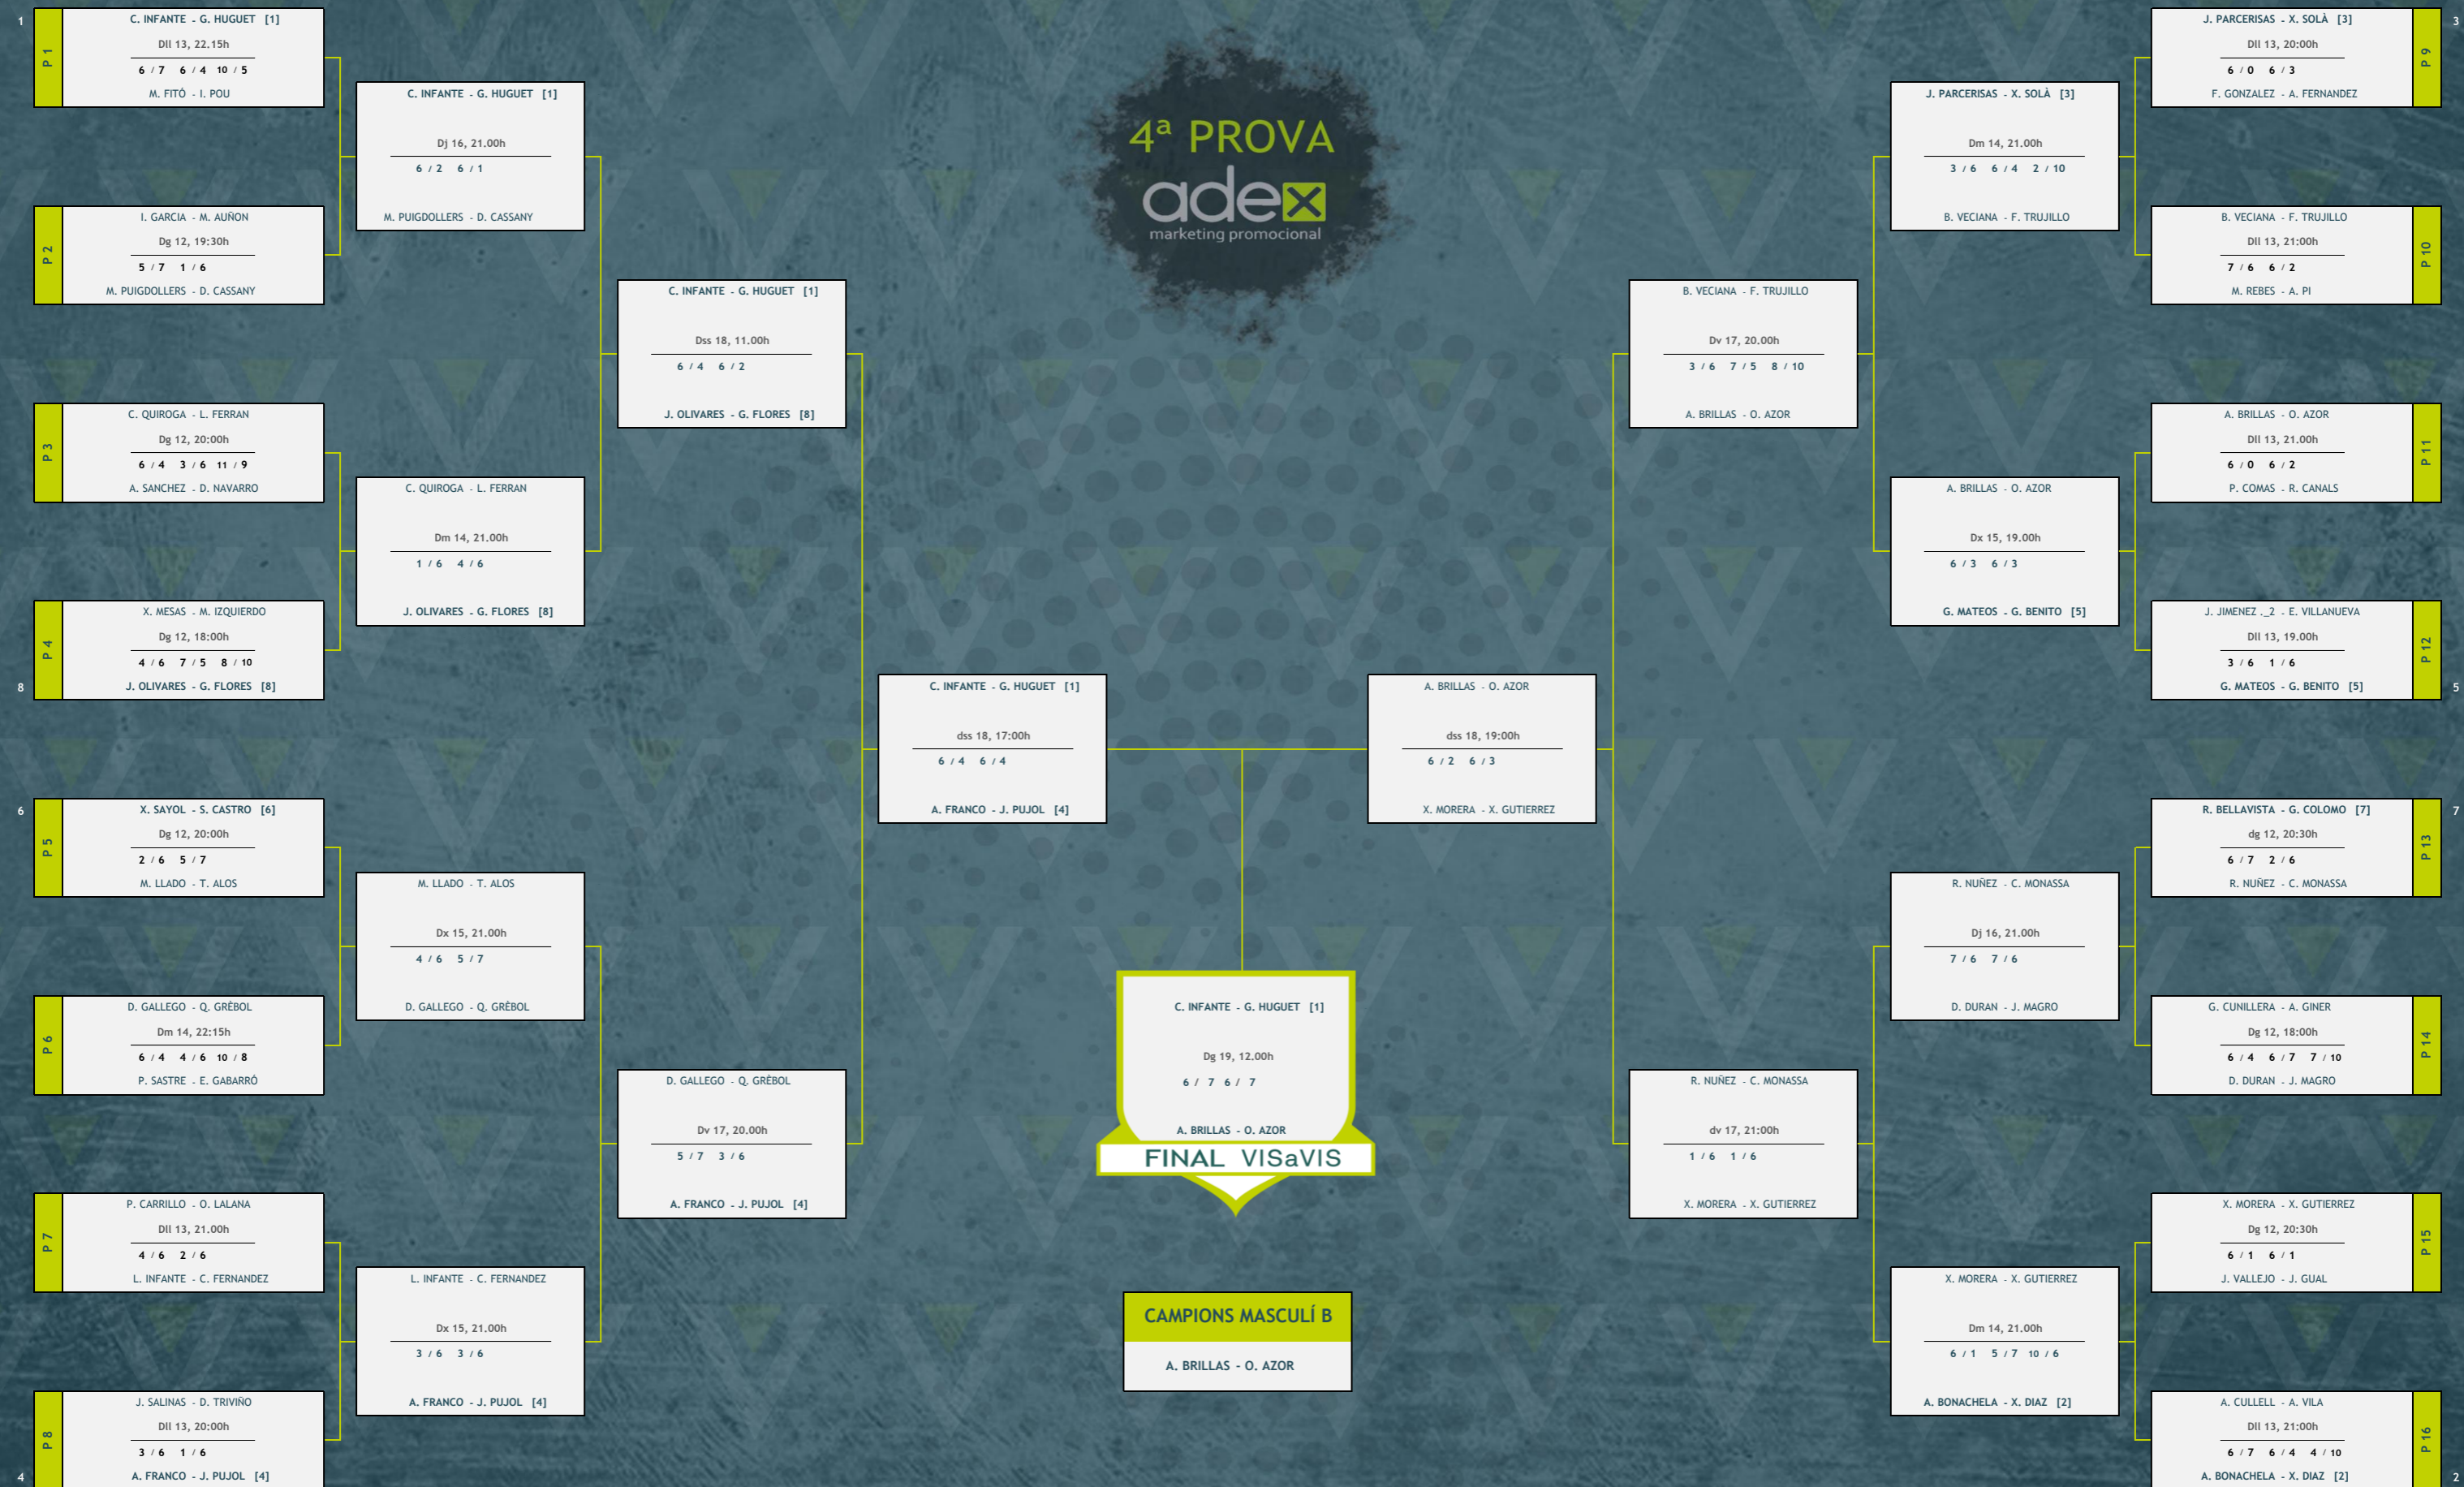 1
P 1
C. INFANTE - G. HUGUET [1]
Dll 13, 22.15h
6 / 7 6 / 4 10 / 5
M. FITÓ - I. POU
P 2
I. GARCIA - M. AUÑON
Dg 12, 19:30h
5 / 7 1 / 6
M. PUIGDOLLERS - D. CASSANY
P 3
C. QUIROGA - L. FERRAN
Dg 12, 20:00h
6 / 4 3 / 6 11 / 9
A. SANCHEZ - D. NAVARRO
P 4
X. MESAS - M. IZQUIERDO
Dg 12, 18:00h
4 / 6 7 / 5 8 / 10
J. OLIVARES - G. FLORES [8]
8
6
P 5
X. SAYOL - S. CASTRO [6]
Dg 12, 20:00h
2 / 6 5 / 7
M. LLADO - T. ALOS
P 6
D. GALLEGO - Q. GRÈBOL
Dm 14, 22:15h
6 / 4 4 / 6 10 / 8
P. SASTRE - E. GABARRÓ
P 7
P. CARRILLO - O. LALANA
Dll 13, 21.00h
4 / 6 2 / 6
L. INFANTE - C. FERNANDEZ
P 8
J. SALINAS - D. TRIVIÑO
Dll 13, 20:00h
3 / 6 1 / 6
A. FRANCO - J. PUJOL [4]
4
C. INFANTE - G. HUGUET [1]
Dj 16, 21.00h
6 / 2 6 / 1
M. PUIGDOLLERS - D. CASSANY
C. QUIROGA - L. FERRAN
Dm 14, 21.00h
1 / 6 4 / 6
J. OLIVARES - G. FLORES [8]
M. LLADO - T. ALOS
Dx 15, 21.00h
4 / 6 5 / 7
D. GALLEGO - Q. GRÈBOL
L. INFANTE - C. FERNANDEZ
Dx 15, 21.00h
3 / 6 3 / 6
A. FRANCO - J. PUJOL [4]
C. INFANTE - G. HUGUET [1]
Dss 18, 11.00h
6 / 4 6 / 2
J. OLIVARES - G. FLORES [8]
D. GALLEGO - Q. GRÈBOL
Dv 17, 20.00h
5 / 7 3 / 6
A. FRANCO - J. PUJOL [4]
C. INFANTE - G. HUGUET [1]
dss 18, 17:00h
6 / 4 6 / 4
A. FRANCO - J. PUJOL [4]
4ª PROVA
adex
marketing promocional
C. INFANTE - G. HUGUET [1]
Dg 19, 12.00h
6 / 7 6 / 7
A. BRILLAS - O. AZOR
FINAL VISaVIS
CAMPIONS MASCULÍ B
A. BRILLAS - O. AZOR
A. BRILLAS - O. AZOR
dss 18, 19:00h
6 / 2 6 / 3
X. MORERA - X. GUTIERREZ
B. VECIANA - F. TRUJILLO
Dv 17, 20.00h
3 / 6 7 / 5 8 / 10
A. BRILLAS - O. AZOR
R. NUÑEZ - C. MONASSA
dv 17, 21:00h
1 / 6 1 / 6
X. MORERA - X. GUTIERREZ
J. PARCERISAS - X. SOLÀ [3]
Dm 14, 21.00h
3 / 6 6 / 4 2 / 10
B. VECIANA - F. TRUJILLO
A. BRILLAS - O. AZOR
Dx 15, 19.00h
6 / 3 6 / 3
G. MATEOS - G. BENITO [5]
R. NUÑEZ - C. MONASSA
Dj 16, 21.00h
7 / 6 7 / 6
D. DURAN - J. MAGRO
X. MORERA - X. GUTIERREZ
Dm 14, 21.00h
6 / 1 5 / 7 10 / 6
A. BONACHELA - X. DIAZ [2]
3
P 9
J. PARCERISAS - X. SOLÀ [3]
Dll 13, 20:00h
6 / 0 6 / 3
F. GONZALEZ - A. FERNANDEZ
P 10
B. VECIANA - F. TRUJILLO
Dll 13, 21:00h
7 / 6 6 / 2
M. REBES - A. PI
P 11
A. BRILLAS - O. AZOR
Dll 13, 21.00h
6 / 0 6 / 2
P. COMAS - R. CANALS
P 12
J. JIMENEZ ._2 - E. VILLANUEVA
Dll 13, 19.00h
3 / 6 1 / 6
G. MATEOS - G. BENITO [5]
5
7
P 13
R. BELLAVISTA - G. COLOMO [7]
dg 12, 20:30h
6 / 7 2 / 6
R. NUÑEZ - C. MONASSA
P 14
G. CUNILLERA - A. GINER
Dg 12, 18:00h
6 / 4 6 / 7 7 / 10
D. DURAN - J. MAGRO
P 15
X. MORERA - X. GUTIERREZ
Dg 12, 20:30h
6 / 1 6 / 1
J. VALLEJO - J. GUAL
P 16
A. CULLELL - A. VILA
Dll 13, 21:00h
6 / 7 6 / 4 4 / 10
A. BONACHELA - X. DIAZ [2]
2